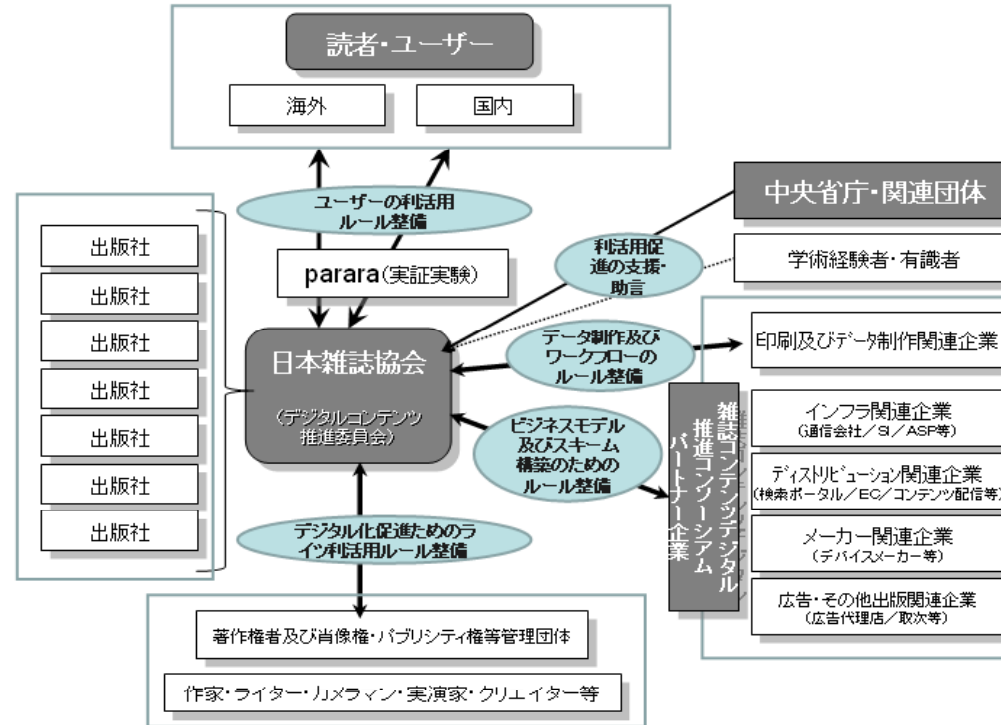 読者・ユーザー
海外
国内
ユーザーの利活用
ルール整備
parara(実証実験)
中央省庁・関連団体
学術経験者・有識者
利活用促
進の支援・
助言
出版社
出版社
出版社
出版社
出版社
出版社
出版社
日本雑誌協会
(デジタルコンテンツ
推進委員会)
データ制作及び
ワークフローの
ルール整備
ビジネスモデル
及びスキーム
構築のための
ルール整備
雑誌コンテンツデジタル
推進コンソーシアム
パートナー企業
印刷及びデータ制作関連企業
インフラ関連企業
(通信会社/SI/ASP等)
ディストリビューション関連企業
(検索ポータル/EC/コンテンツ配信等)
メーカー関連企業
(デバイスメーカー等)
広告・その他出版関連企業
(広告代理店/取次等)
デジタル化促進ためのラ
イツ利活用ルール整備
著作権者及び肖像権・パブリシティ権等管理団体
作家・ライター・カメラマン・実演家・クリエイター等